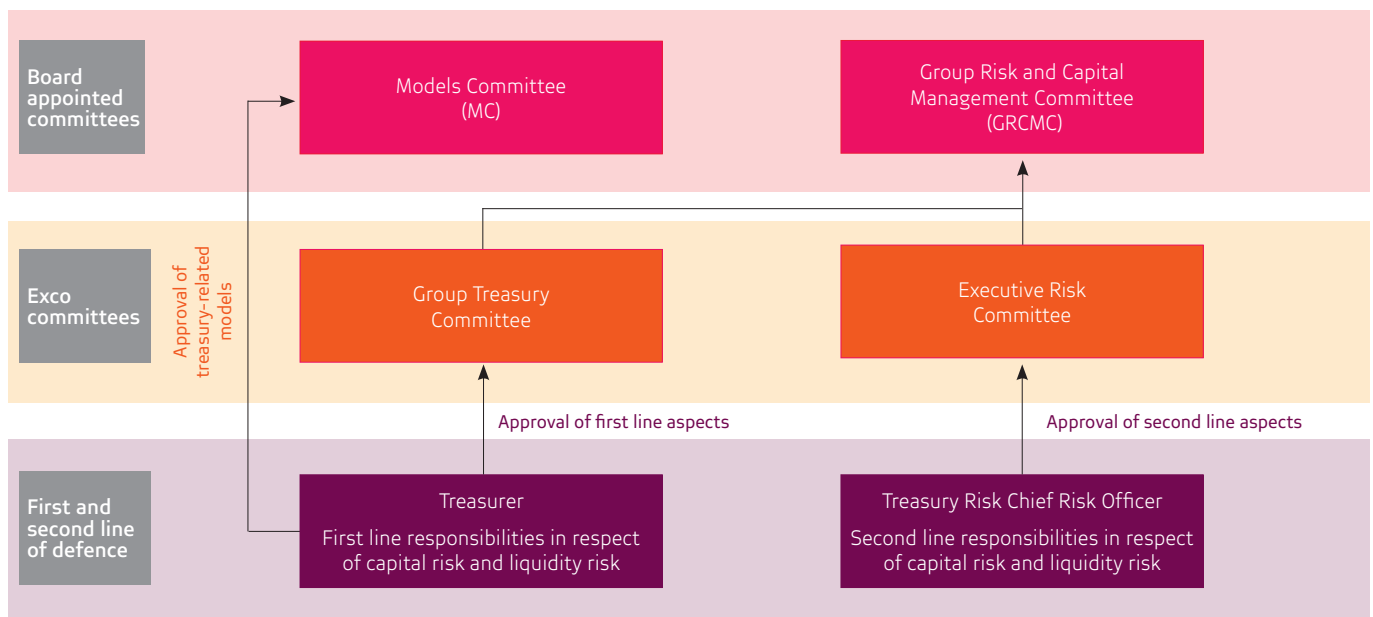 Board
appointed
committees
Models Committee
(MC)
Group Risk and Capital
Management Committee
(GRCMC)
Exco
committees
Approval of
treasury-related
models
Group Treasury
Committee
Executive Risk
Committee
Approval of first line aspects
Approval of second line aspects
First and
second line
of defence
Treasurer
First line responsibilities in respect
of capital risk and liquidity risk
Treasury Risk Chief Risk Officer
Second line responsibilities in respect
of capital risk and liquidity risk